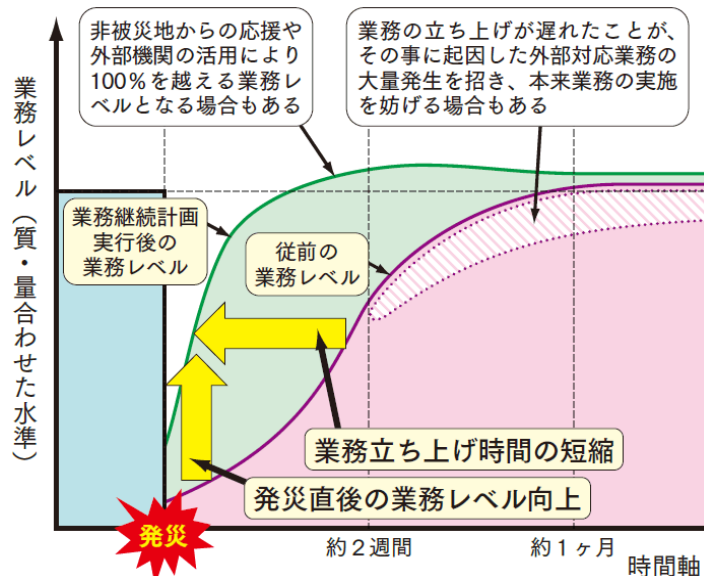 非被災地からの応援や
外部機関の活用により
100％を越える業務レ
ベルとなる場合もある
業務の立ち上げが遅れたことが、
その事に起因した外部対応業務の
大量発生を招き、本来業務の実施
を妨げる場合もある
業務レベル（質・量合わせた水準）
業務継続計画
実行後の
業務レベル
従前の
業務レベル
業務立ち上げ時間の短縮
発災直後の業務レベル向上
発災
約２週間
約１ヶ月
時間軸